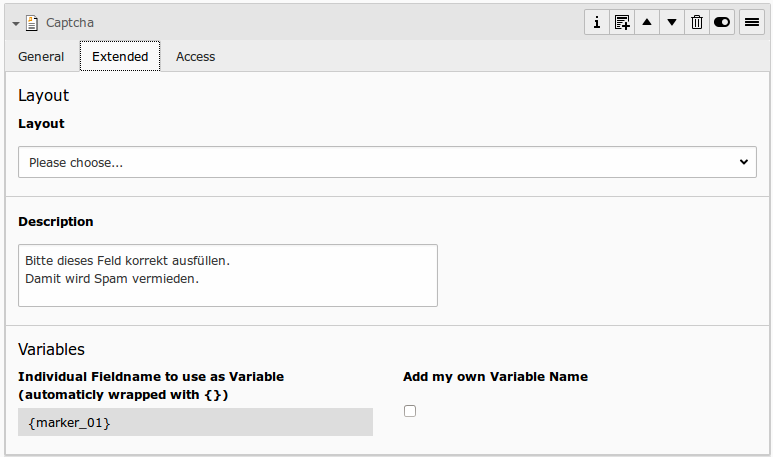 Captcha
General Extended Access
Layout
Layout
Please choose...
Description
Bitte dieses Feld korrekt ausfüllen.
Damit wird Spam vermieden.
Variables
Individual Fieldname to use as Variable
(automaticly wrapped with {})
Add my own Variable Name
{marker_01}